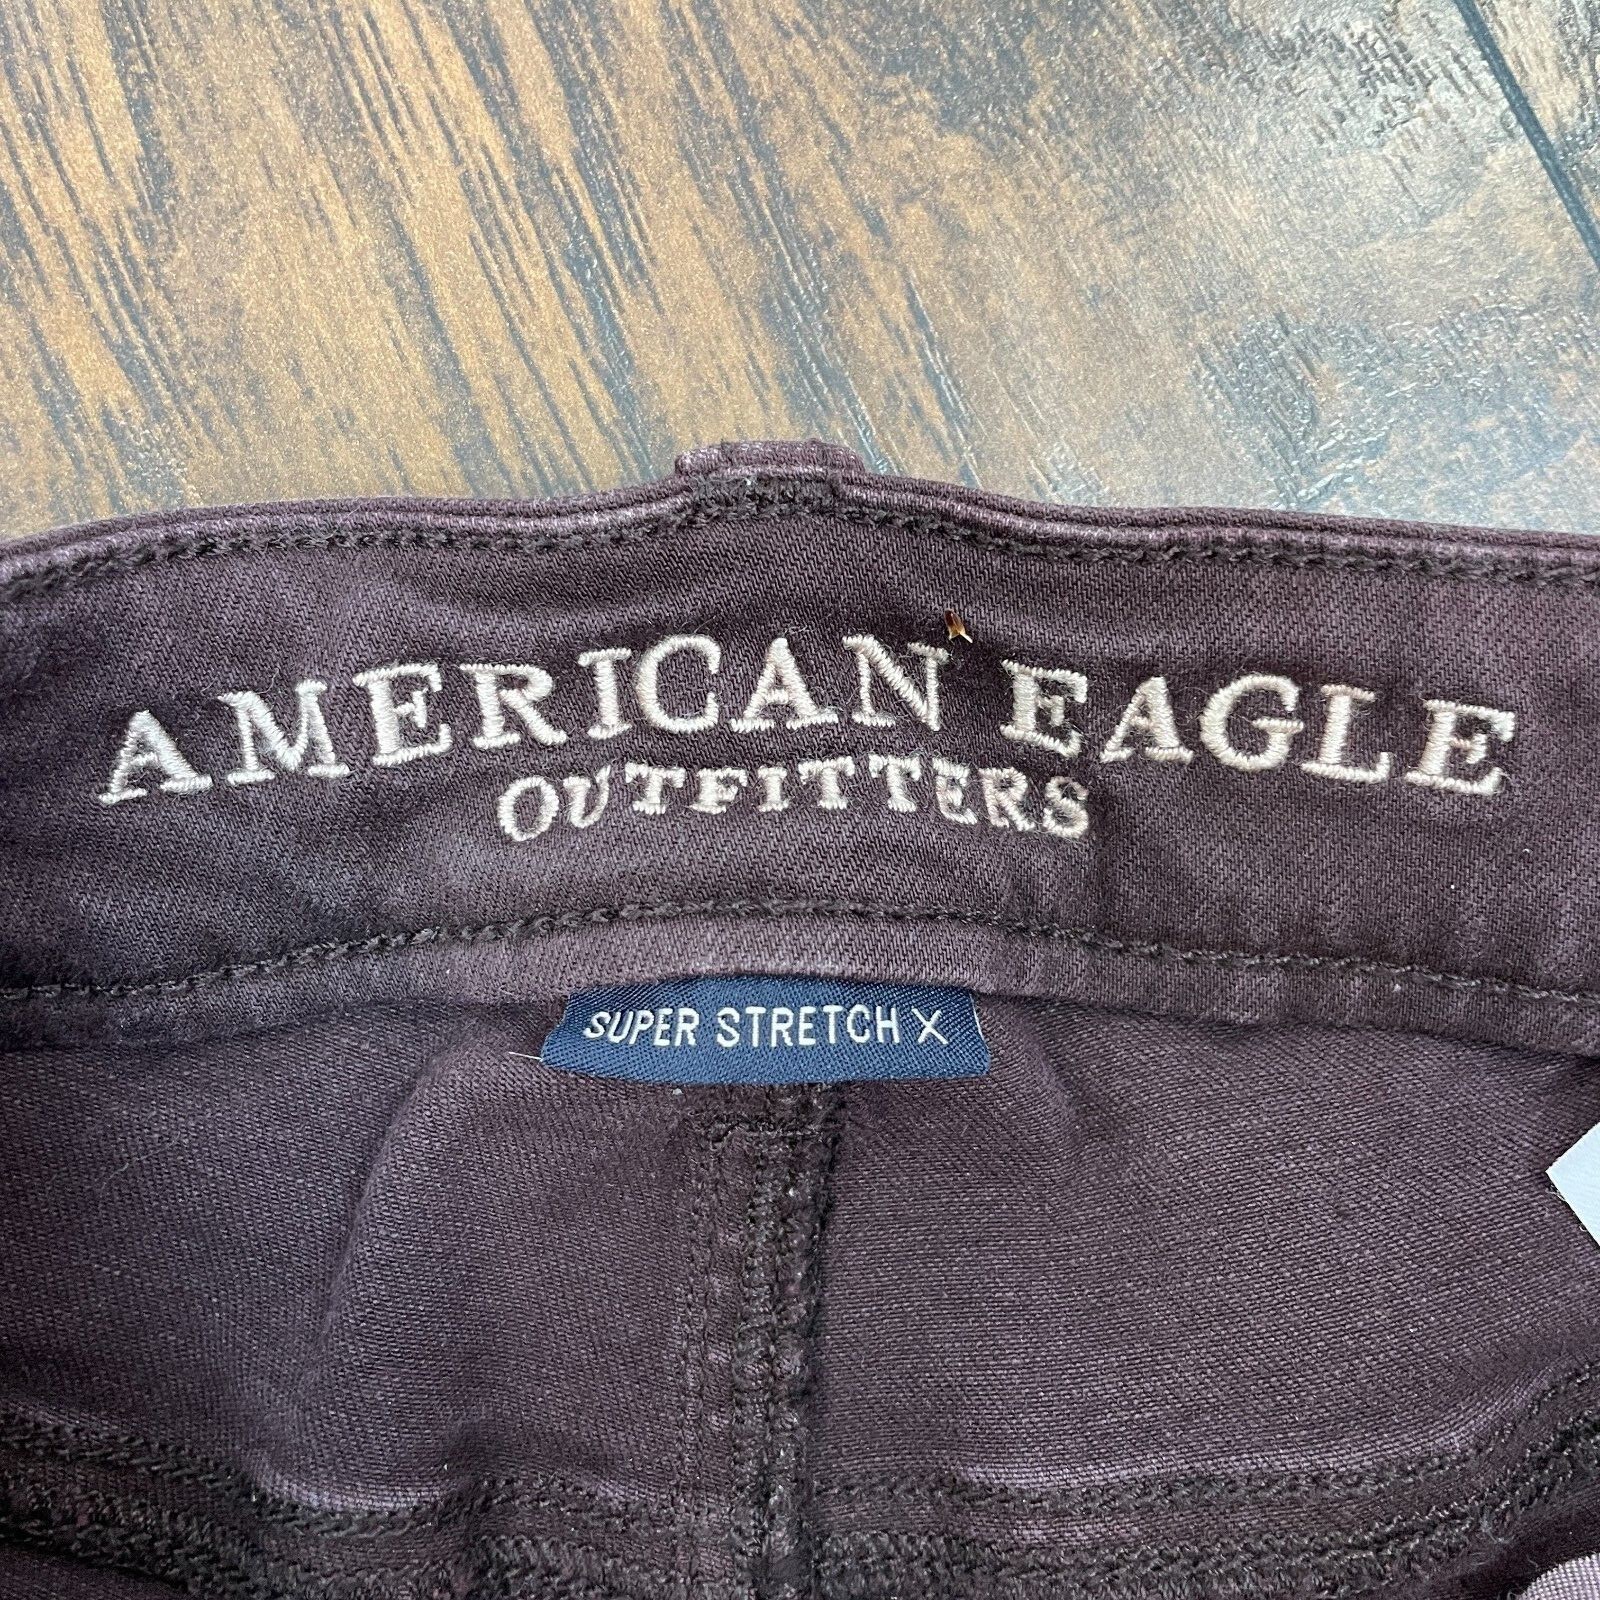 AMERICAN EAGLE
OUTFITTERS
SUPER STRETCH X